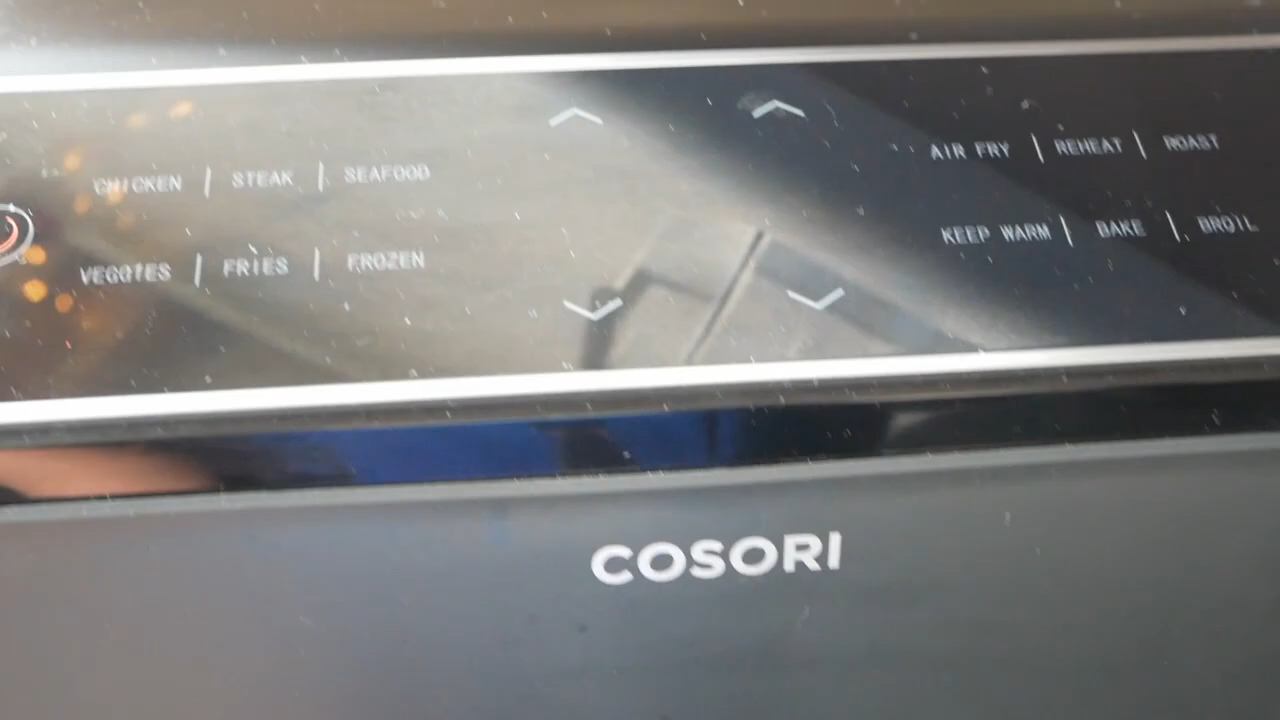 CHICKEN | STEAK | SEAFOOD
VEGGIES | FRIES | FROZEN
AIR FRY | REHEAT | ROAST
KEEP WARM | BAKE | BROIL
COSORI